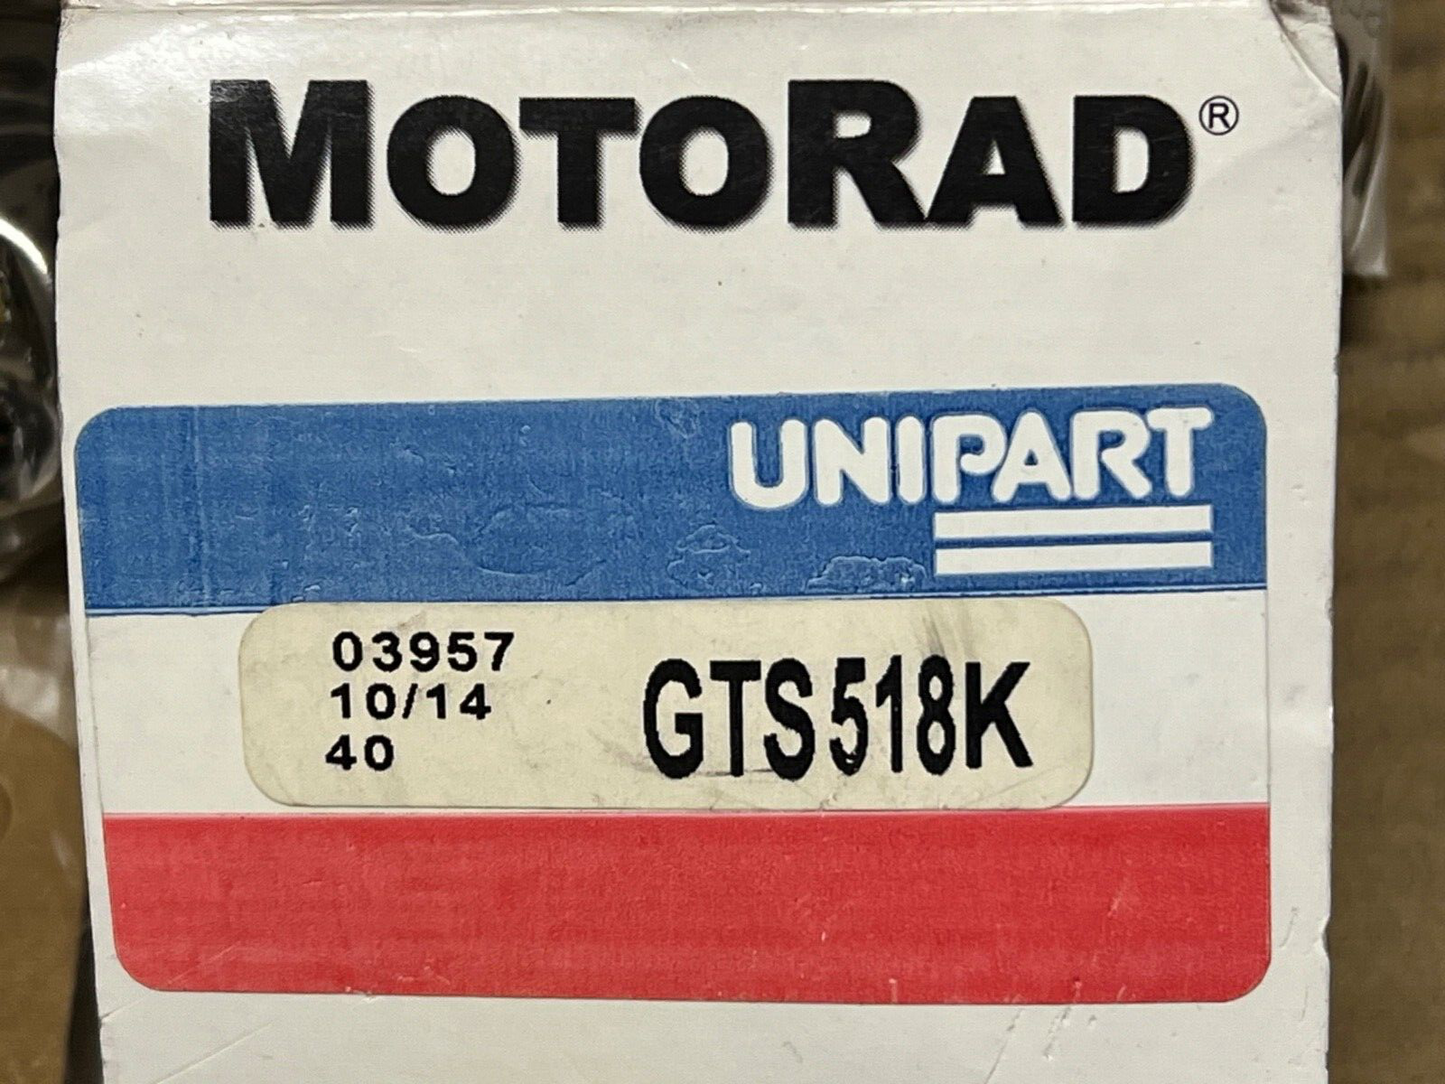 MOTORAD®
UNIPART
03957
10/14
40
GTS518K